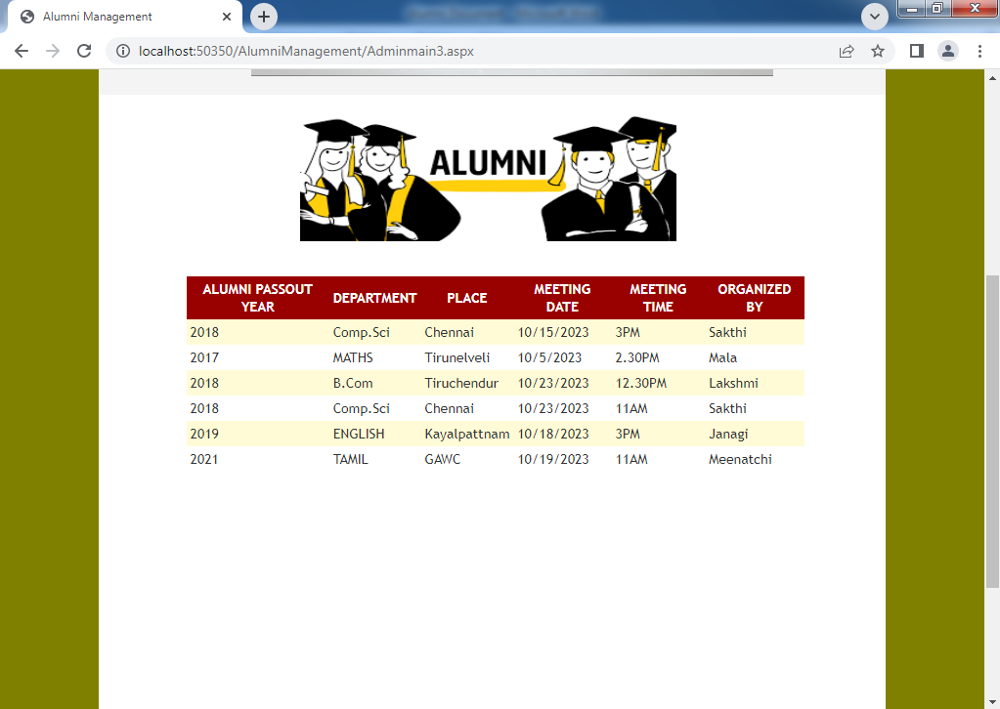 Alumni Management
localhost:50350/AlumniManagement/Adminmain3.aspx
ALUMNI
ALUMNI PASSOUT YEAR DEPARTMENT PLACE MEETING DATE MEETING TIME ORGANIZED BY
2018 Comp.Sci Chennai 10/15/2023 3PM Sakthi
2017 MATHS Tirunelveli 10/5/2023 2.30PM Mala
2018 B.Com Tiruchendur 10/23/2023 12.30PM Lakshmi
2018 Comp.Sci Chennai 10/23/2023 11AM Sakthi
2019 ENGLISH Kayalpattnam 10/18/2023 3PM Janagi
2021 TAMIL GAWC 10/19/2023 11AM Meenatchi